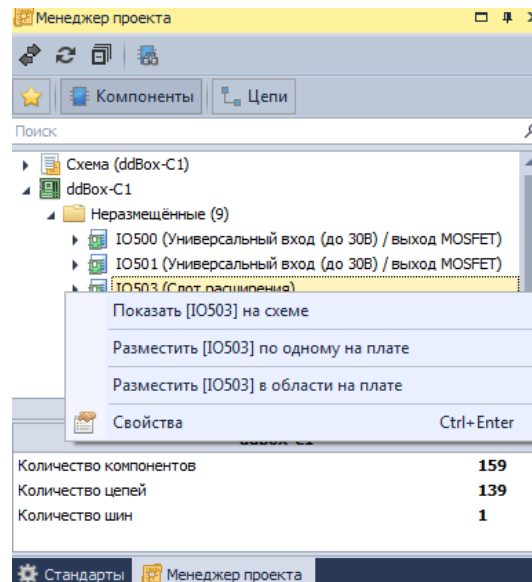 Менеджер проекта
Компоненты
Цепи
Поиск
Схема (ddBox-C1)
ddBox-C1
Неразмещённые (9)
IO500 (Универсальный вход (до 30В) / выход MOSFET)
IO501 (Универсальный вход (до 30В) / выход MOSFET)
IO503 (Слот расширения)
Показать [IO503] на схеме
Разместить [IO503] по одному на плате
Разместить [IO503] в области на плате
Свойства Ctrl+Enter
ddBox-C1
Количество компонентов 159
Количество цепей 139
Количество шин 1
Стандарты Менеджер проекта